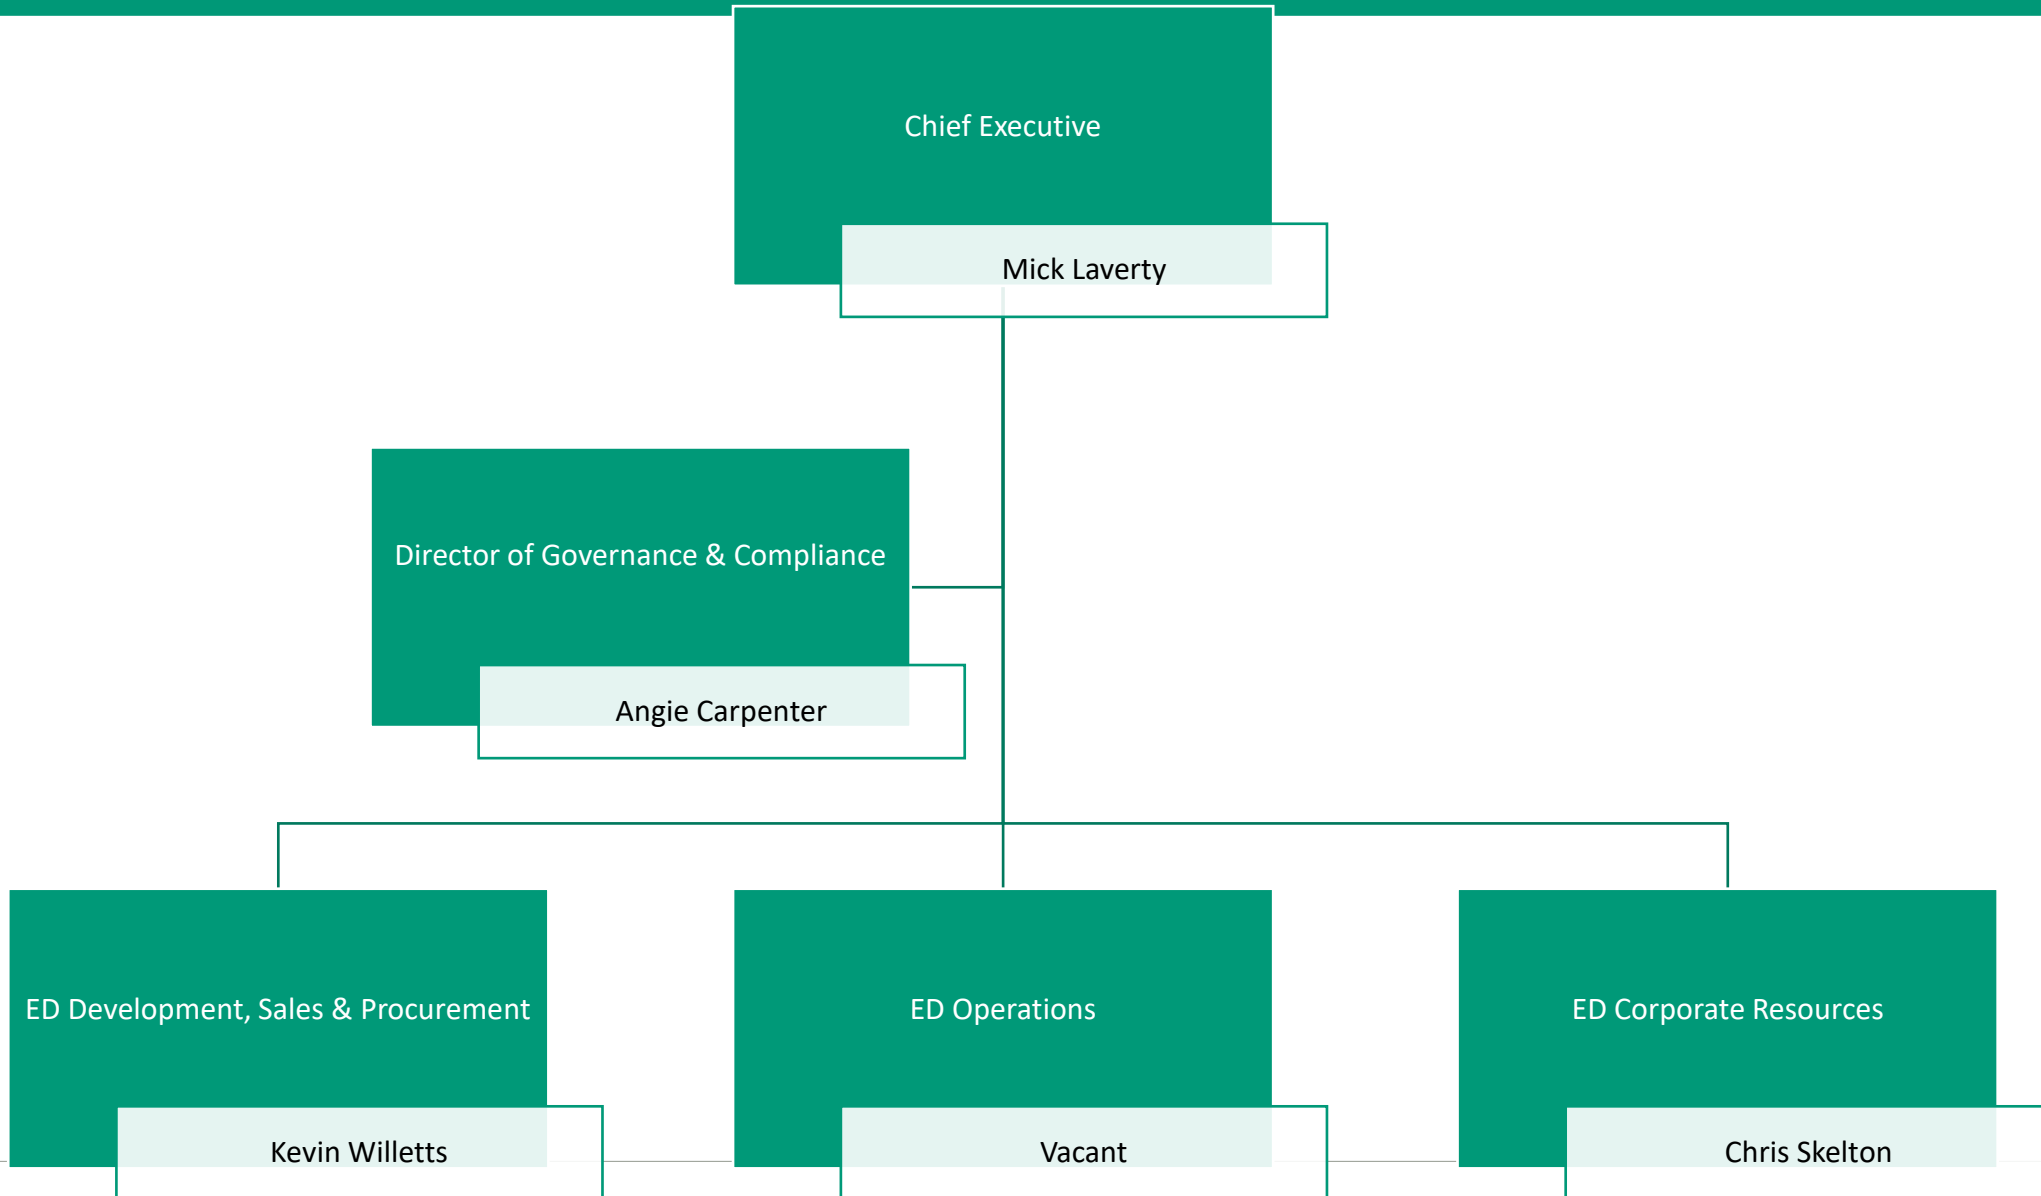 Chief Executive
Mick Laverty
Director of Governance & Compliance
Angie Carpenter
ED Development, Sales & Procurement
Kevin Willetts
ED Operations
Vacant
ED Corporate Resources
Chris Skelton